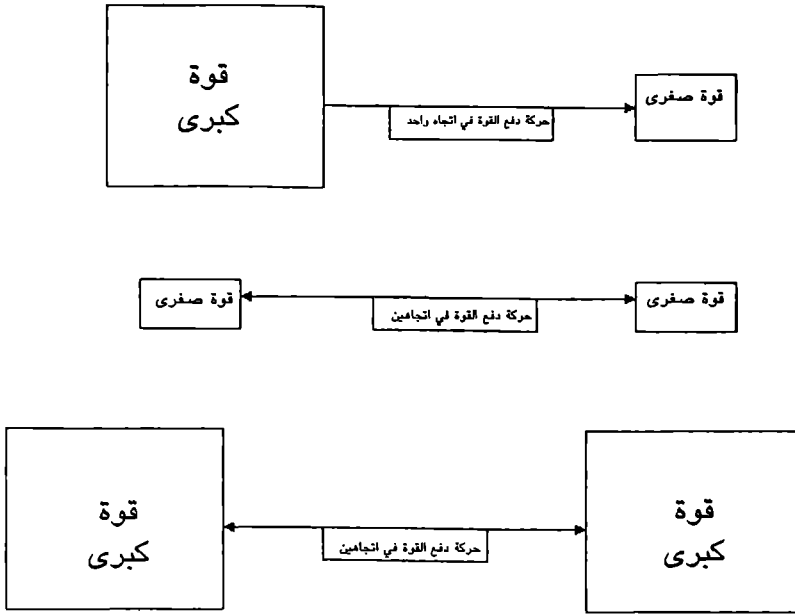 قوة
كبرى
قوة صغرى
حركة دفع القوة في اتجاه واحد
قوة صغرى
قوة صغرى
حركة دفع القوة في اتجاهين
قوة
كبرى
قوة
كبرى
حركة دفع القوة في اتجاهين